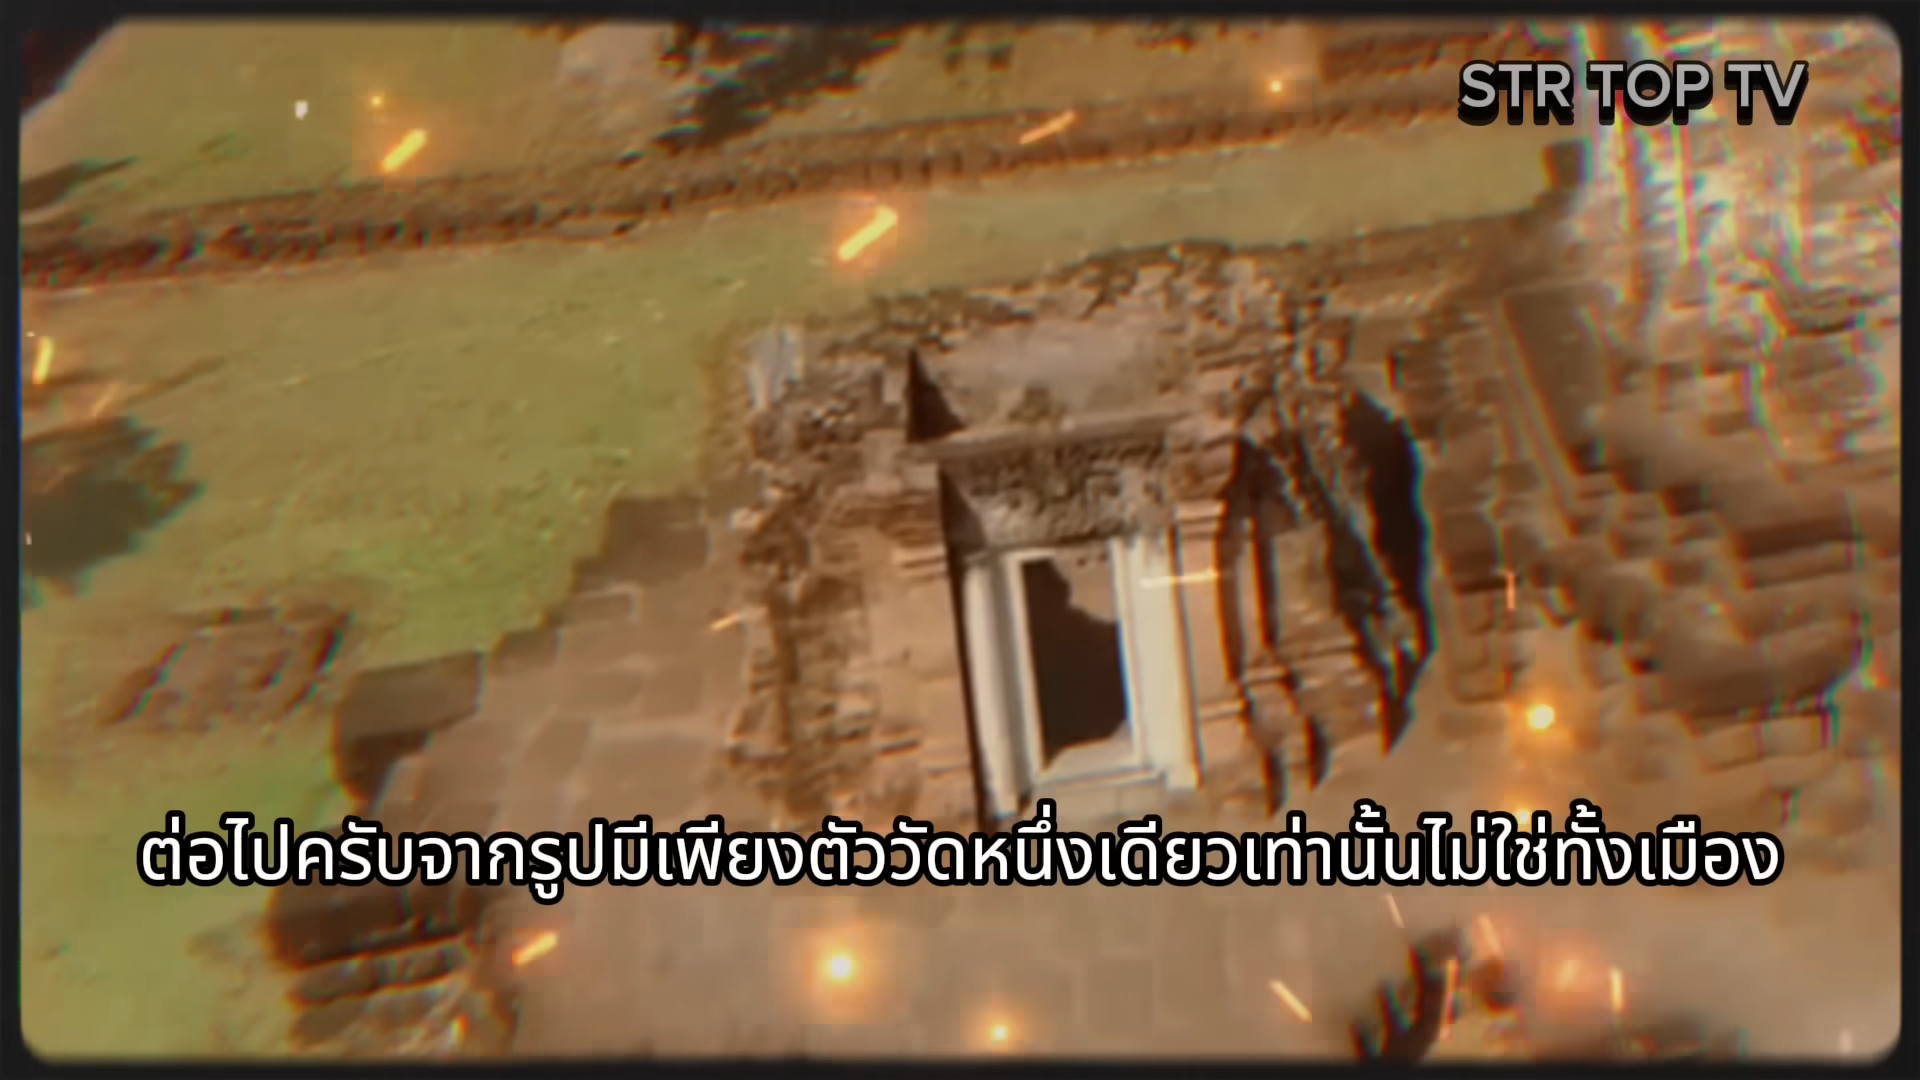 STR TOP TV
ต่อไปครับจากรูปมีเพียงตัววัดหนึ่งเดียวเท่านั้นไม่ใช่ทั้งเมือง